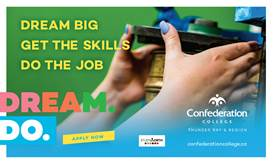 DREAM BIG
GET THE SKILLS
DO THE JOB
DREAM.
DO.
APPLY NOW
Confederation
COLLEGE
THUNDER BAY & REGION
confederationcollege.ca